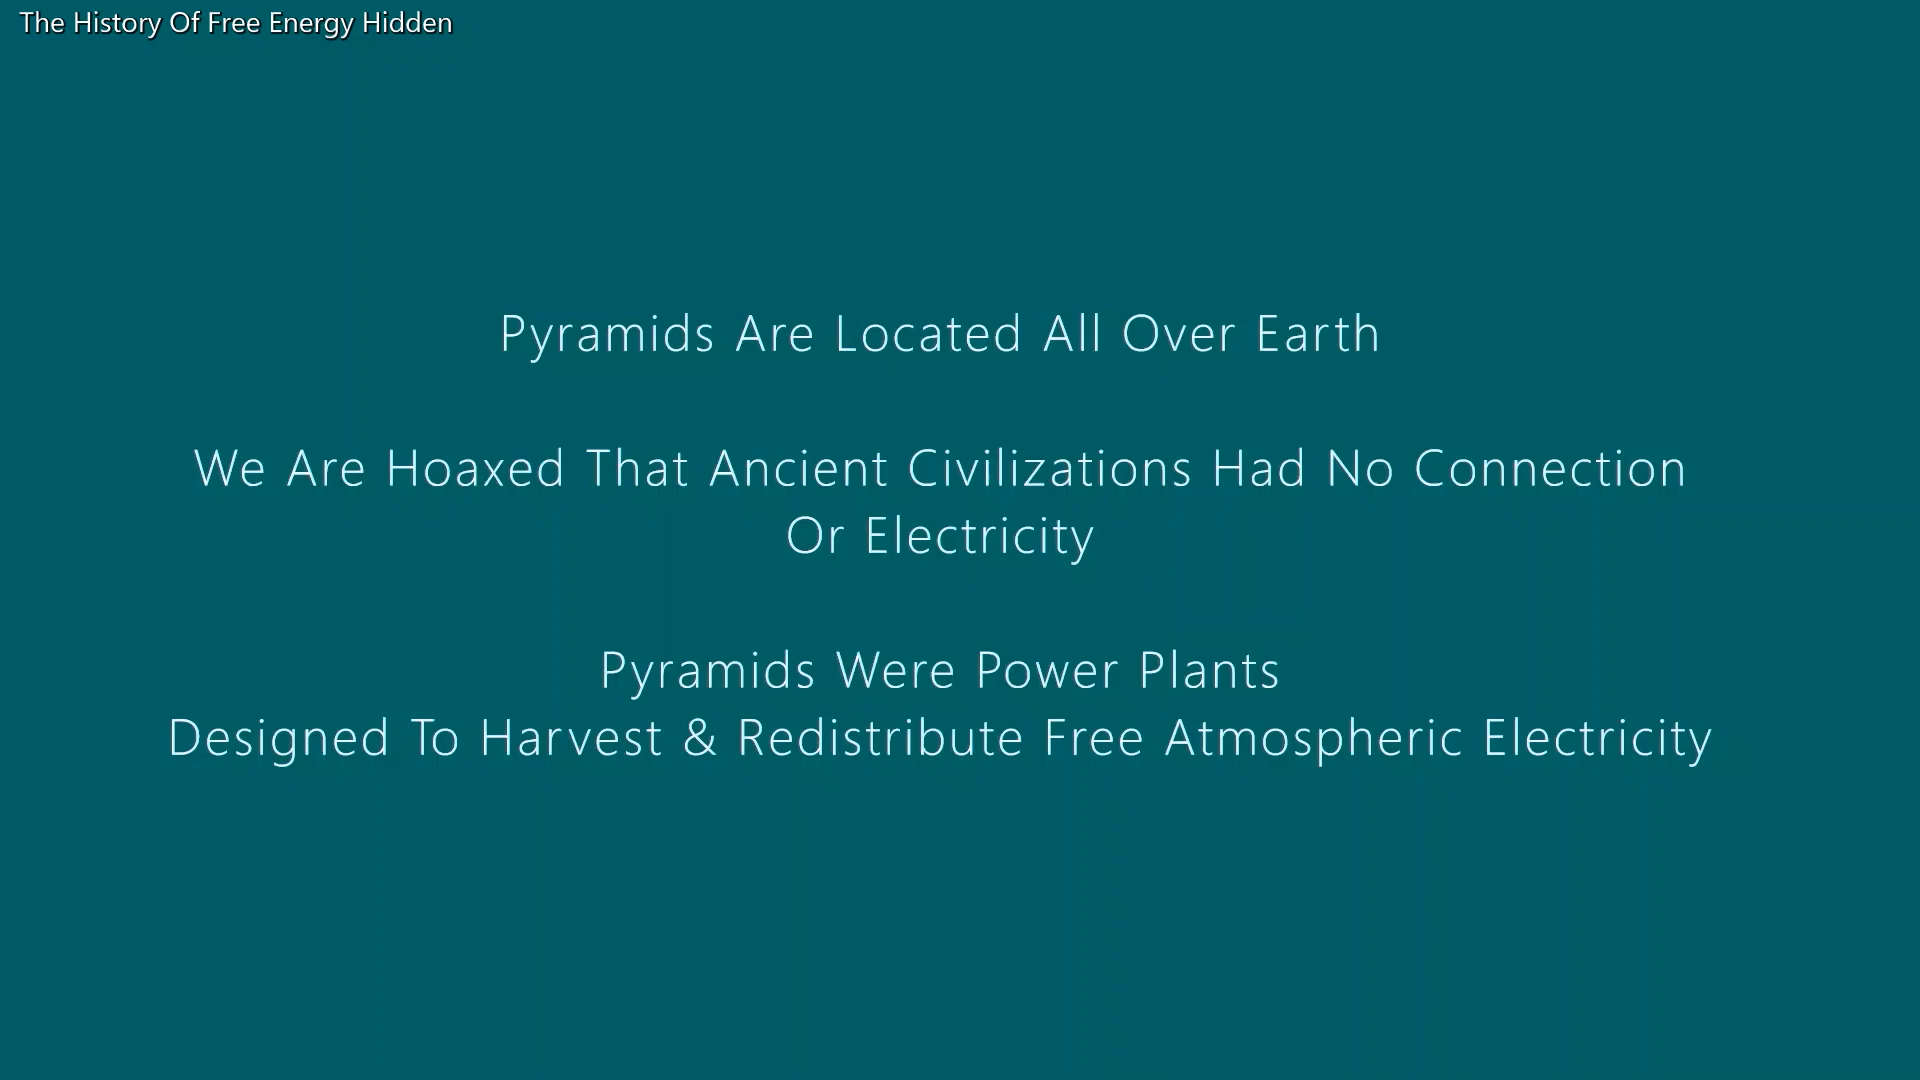 The History Of Free Energy Hidden
Pyramids Are Located All Over Earth
We Are Hoaxed That Ancient Civilizations Had No Connection
Or Electricity
Pyramids Were Power Plants
Designed To Harvest & Redistribute Free Atmospheric Electricity